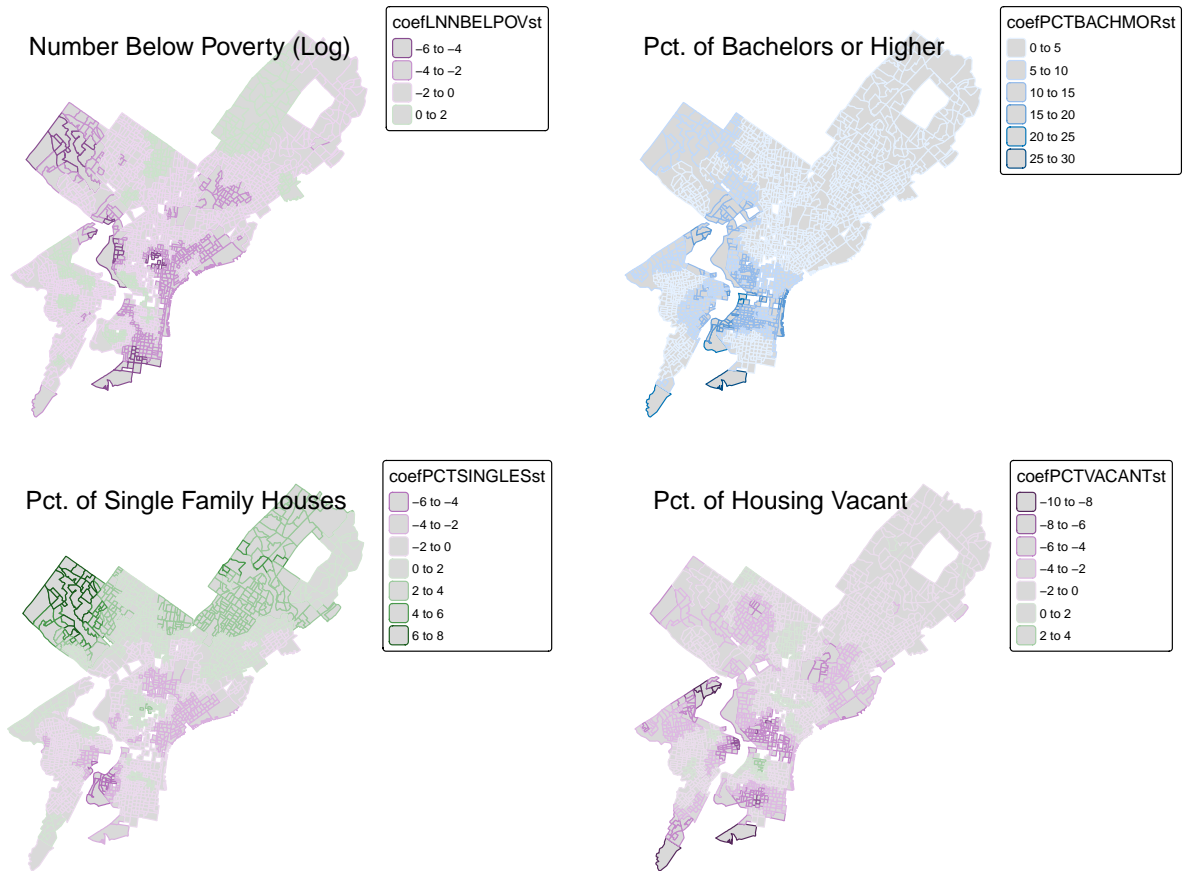 Number Below Poverty (Log)
coefLNNBELPOVst
−6 to −4
−4 to −2
−2 to 0
0 to 2
Pct. of Bachelors or Higher
coefPCTBACHMORst
0 to 5
5 to 10
10 to 15
15 to 20
20 to 25
25 to 30
Pct. of Single Family Houses
coefPCTSINGLESst
−6 to −4
−4 to −2
−2 to 0
0 to 2
2 to 4
4 to 6
6 to 8
Pct. of Housing Vacant
coefPCTVACANTst
−10 to −8
−8 to −6
−6 to −4
−4 to −2
−2 to 0
0 to 2
2 to 4